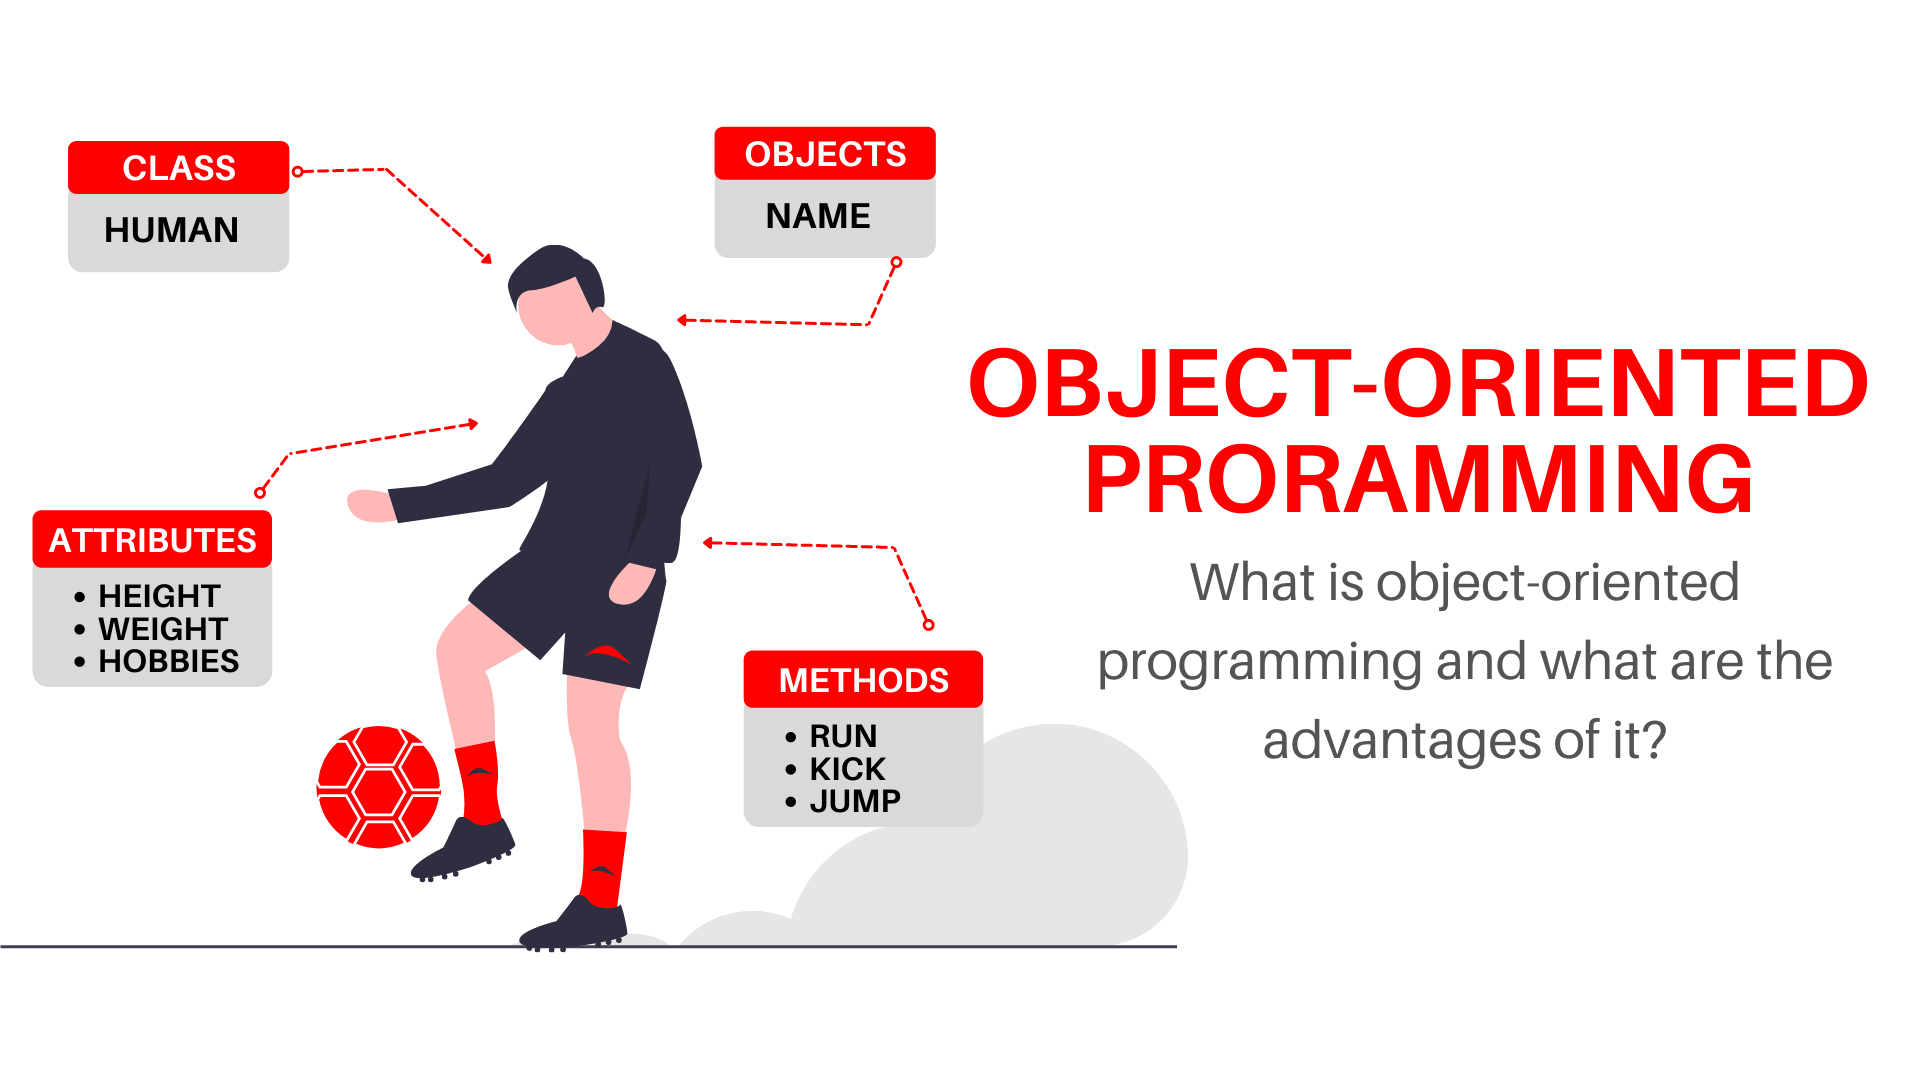 CLASS
HUMAN
OBJECTS
NAME
ATTRIBUTES
• HEIGHT
• WEIGHT
• HOBBIES
METHODS
• RUN
• KICK
• JUMP
OBJECT-ORIENTED
PRORAMMING
What is object-oriented
programming and what are the
advantages of it?